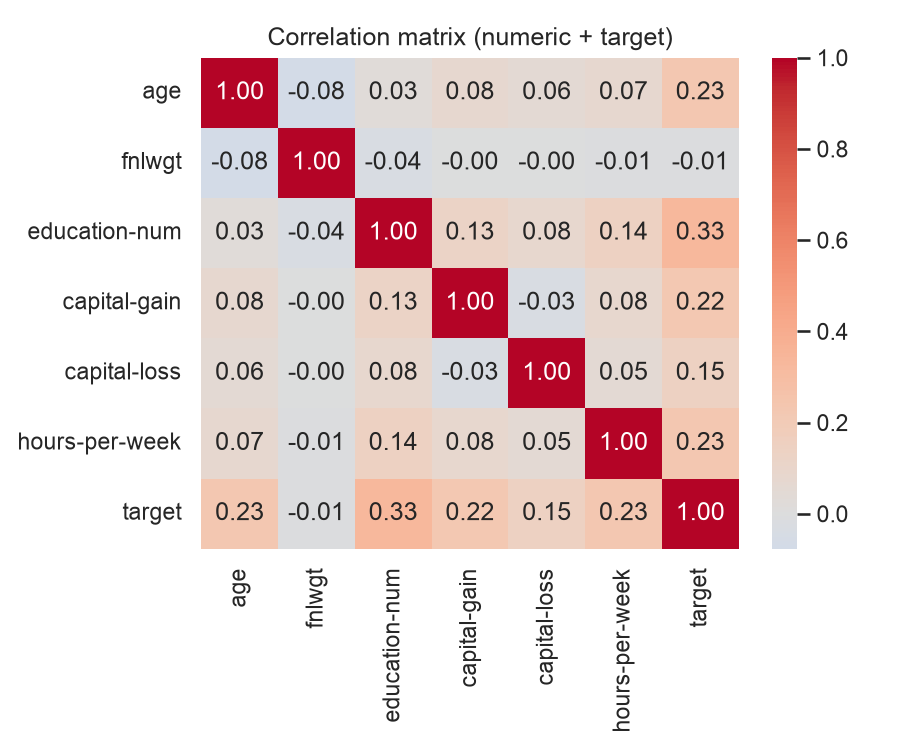 Correlation matrix (numeric + target)
age 1.00 -0.08 0.03 0.08 0.06 0.07 0.23
fnlwgt -0.08 1.00 -0.04 -0.00 -0.00 -0.01 -0.01
education-num 0.03 -0.04 1.00 0.13 0.08 0.14 0.33
capital-gain 0.08 -0.00 0.13 1.00 -0.03 0.08 0.22
capital-loss 0.06 -0.00 0.08 -0.03 1.00 0.05 0.15
hours-per-week 0.07 -0.01 0.14 0.08 0.05 1.00 0.23
target 0.23 -0.01 0.33 0.22 0.15 0.23 1.00
age
fnlwgt
education-num
capital-gain
capital-loss
hours-per-week
target
1.0
0.8
0.6
0.4
0.2
0.0